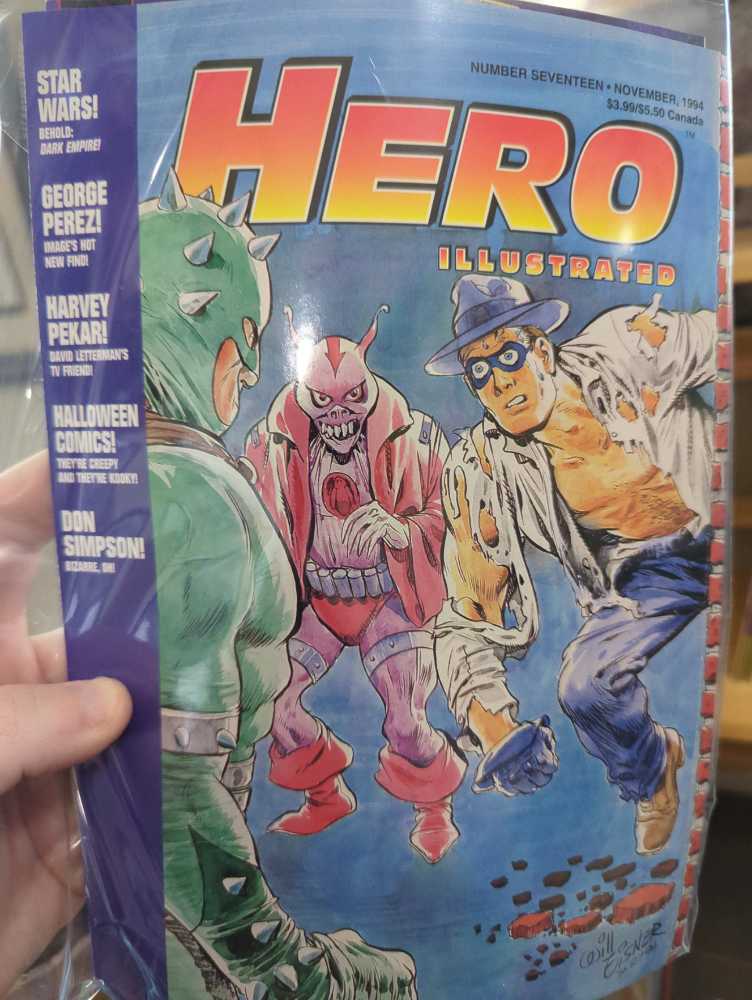 NUMBER SEVENTEEN • NOVEMBER, 1994
$3.99/$5.50 Canada
HERO
TM
ILLUSTRATED
STAR
WARS!
BEHOLD:
DARK EMPIRE!
GEORGE
PEREZ!
IMAGE'S HOT
NEW FIND!
HARVEY
PEKAR!
DAVID LETTERMAN'S
TV FRIEND!
HALLOWEEN
COMICS!
THEY'RE CREEPY
AND THEY'RE KOOKY!
DON
SIMPSON!
BIZARRE, EH!
Will
EISNER